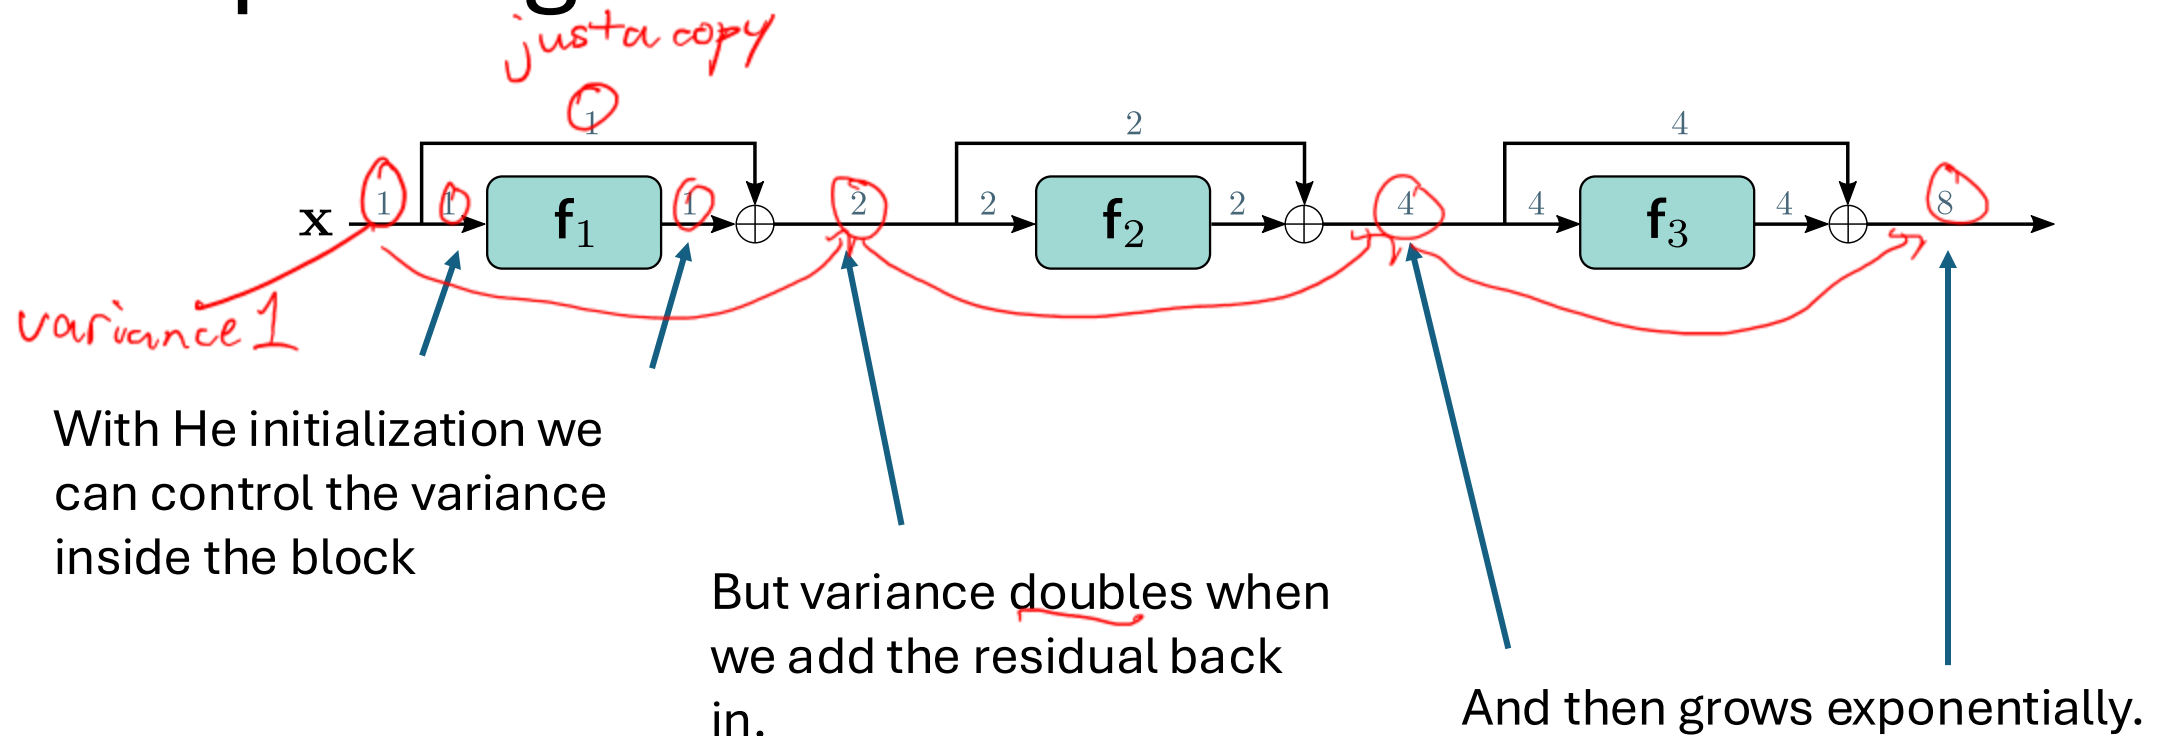 just a copy
1 2 4
x 1 1 f1 1 2 2 f2 2 4 4 f3 4 8
variance 1
With He initialization we
can control the variance
inside the block
But variance doubles when
we add the residual back
in.
And then grows exponentially.